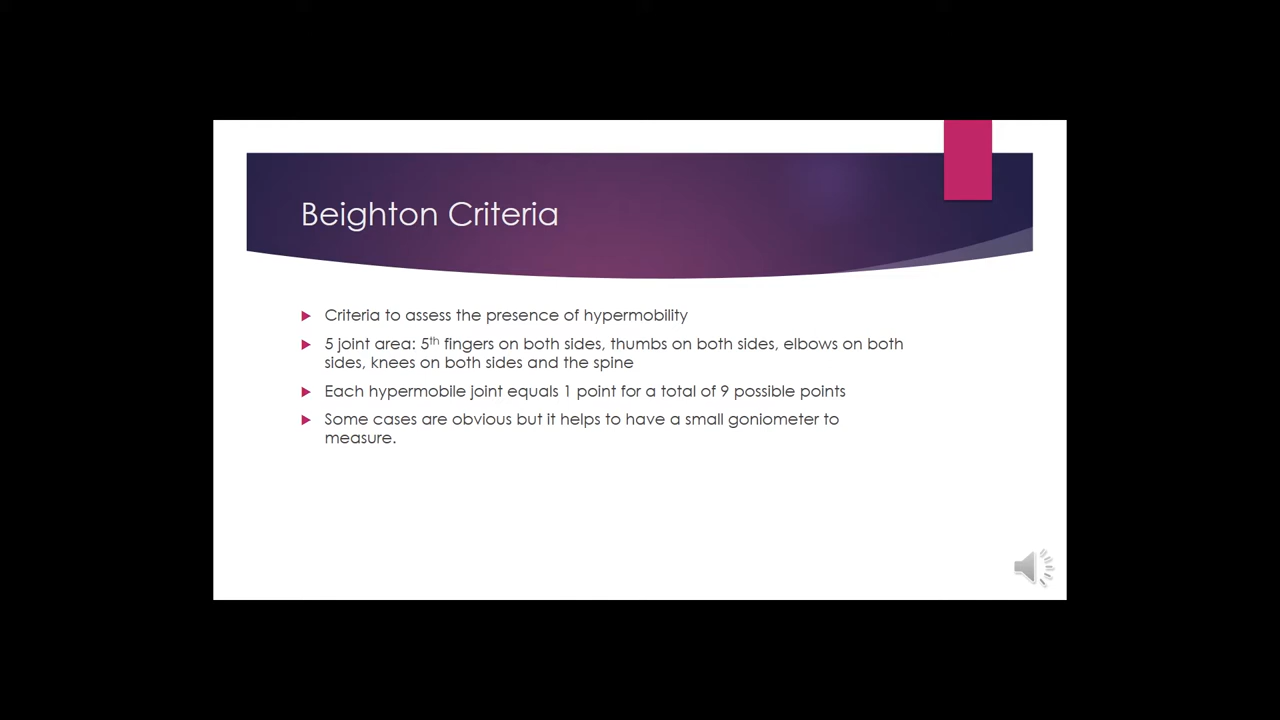 Beighton Criteria
Criteria to assess the presence of hypermobility
5 joint area: 5th fingers on both sides, thumbs on both sides, elbows on both
sides, knees on both sides and the spine
Each hypermobile joint equals 1 point for a total of 9 possible points
Some cases are obvious but it helps to have a small goniometer to
measure.